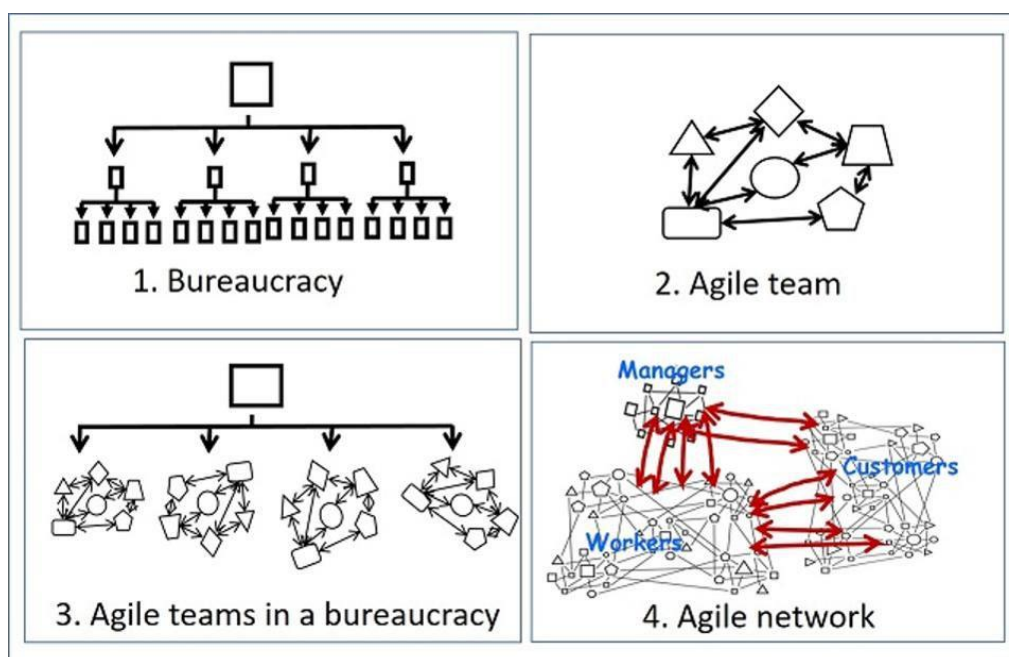 1. Bureaucracy
2. Agile team
3. Agile teams in a bureaucracy
Managers
Customers
Workers
4. Agile network